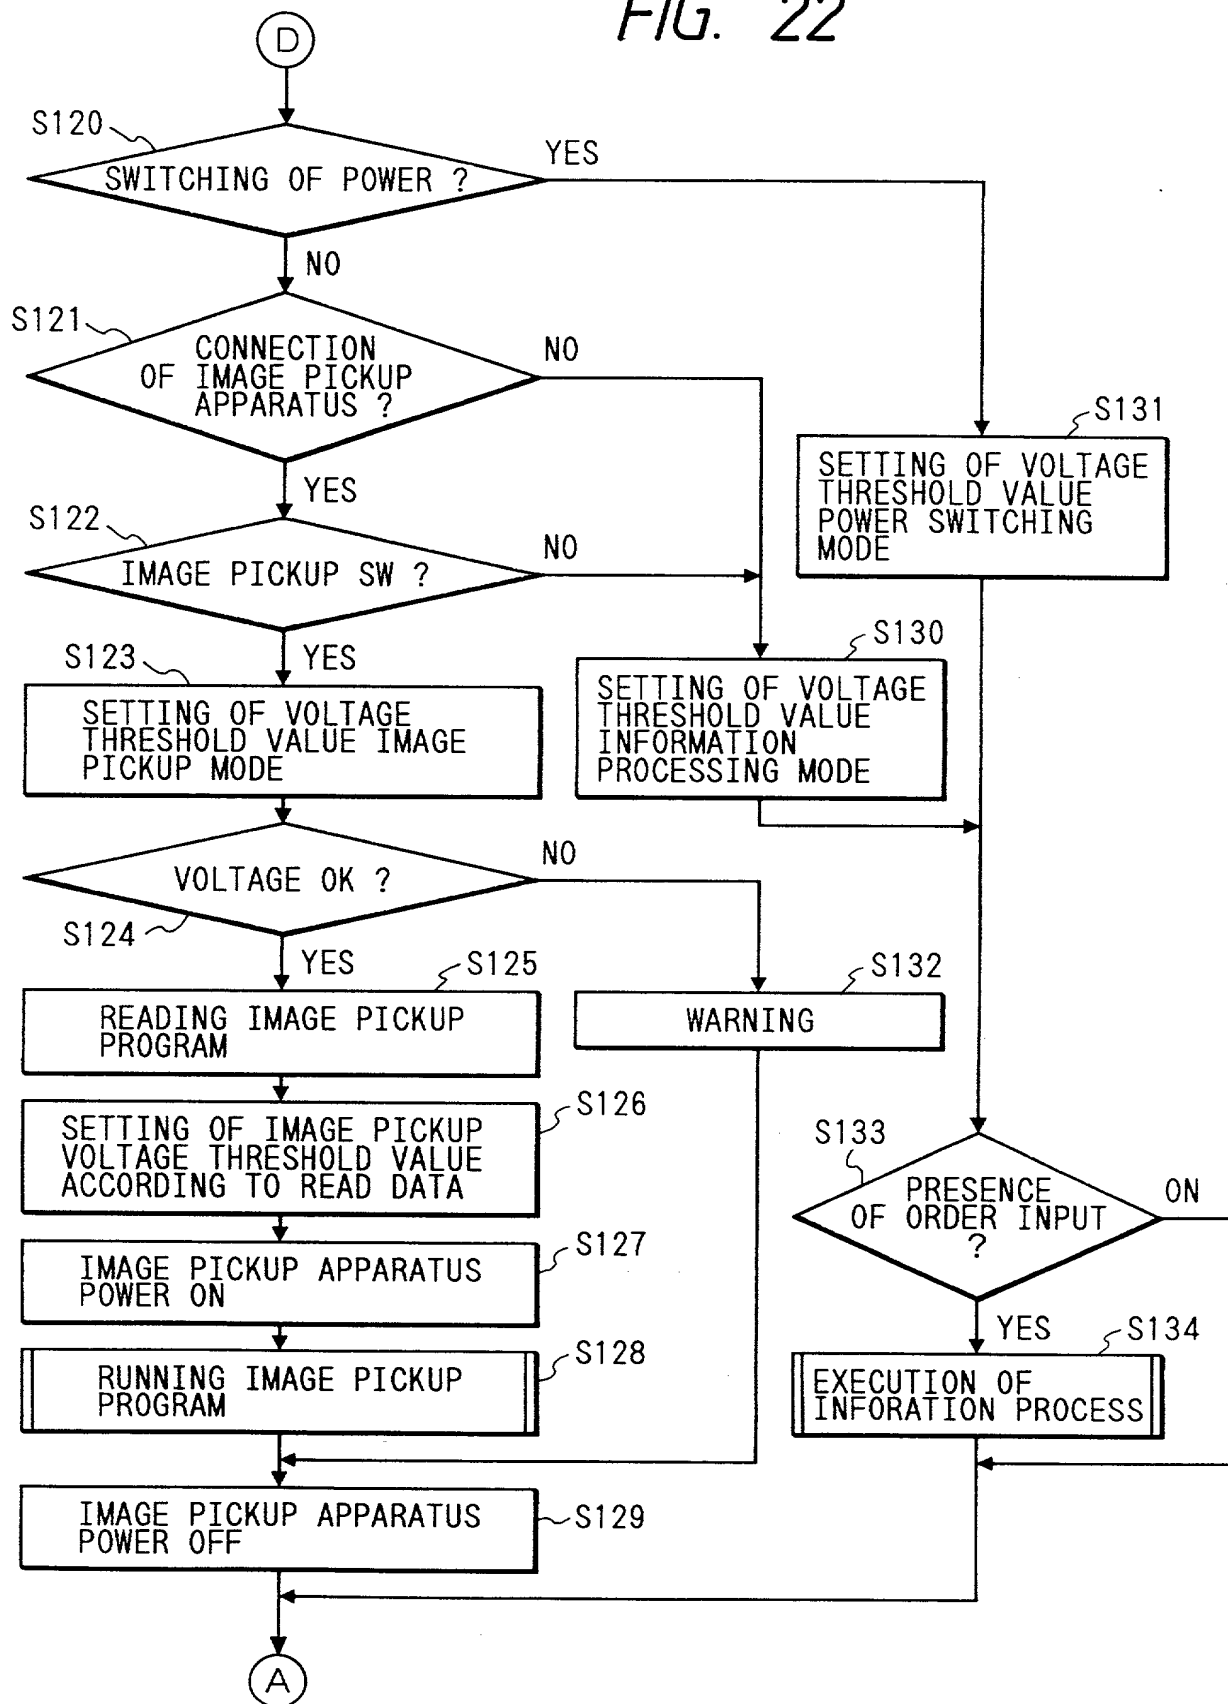 FIG. 22
D
S120
SWITCHING OF POWER ?
YES
NO
S121
CONNECTION
OF IMAGE PICKUP
APPARATUS ?
NO
YES
S131
SETTING OF VOLTAGE
THRESHOLD VALUE
POWER SWITCHING
MODE
S122
IMAGE PICKUP SW ?
NO
YES
S123
SETTING OF VOLTAGE
THRESHOLD VALUE IMAGE
PICKUP MODE
S130
SETTING OF VOLTAGE
THRESHOLD VALUE
INFORMATION
PROCESSING MODE
VOLTAGE OK ?
NO
S124
YES
S125
READING IMAGE PICKUP
PROGRAM
S132
WARNING
S126
SETTING OF IMAGE PICKUP
VOLTAGE THRESHOLD VALUE
ACCORDING TO READ DATA
S133
PRESENCE
OF ORDER INPUT
?
ON
YES
S127
IMAGE PICKUP APPARATUS
POWER ON
S128
RUNNING IMAGE PICKUP
PROGRAM
S134
EXECUTION OF
INFORATION PROCESS
IMAGE PICKUP APPARATUS
POWER OFF
S129
A